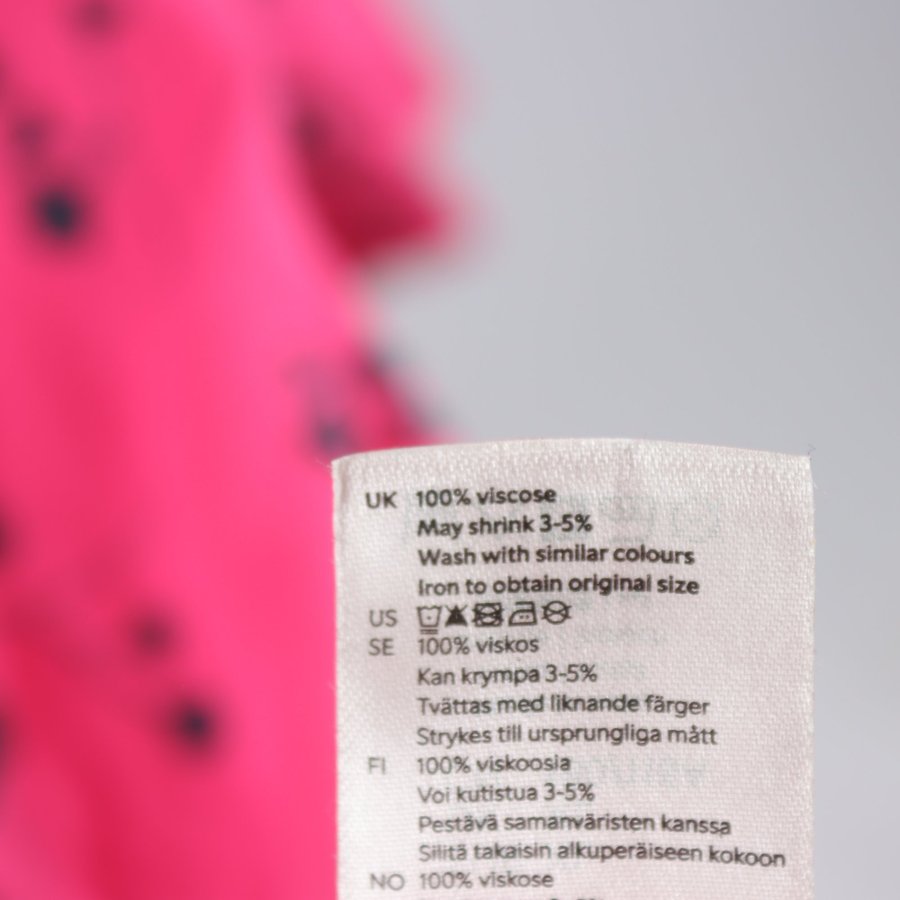 UK 100% viscose
May shrink 3-5%
Wash with similar colours
Iron to obtain original size
US
SE 100% viskos
Kan krympa 3-5%
Tvättas med liknande färger
Strykes till ursprungliga mått
FI 100% viskoosia
Voi kutistua 3-5%
Pestävä samanväristen kanssa
Silitä takaisin alkuperäiseen kokoon
NO 100% viskose